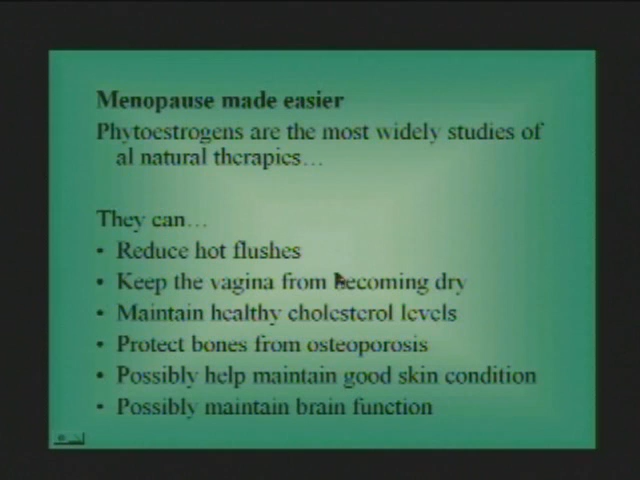 Menopause made easier
Phytoestrogens are the most widely studies of
al natural therapies…
They can…
• Reduce hot flushes
• Keep the vagina from becoming dry
• Maintain healthy cholesterol levels
• Protect bones from osteoporosis
• Possibly help maintain good skin condition
• Possibly maintain brain function